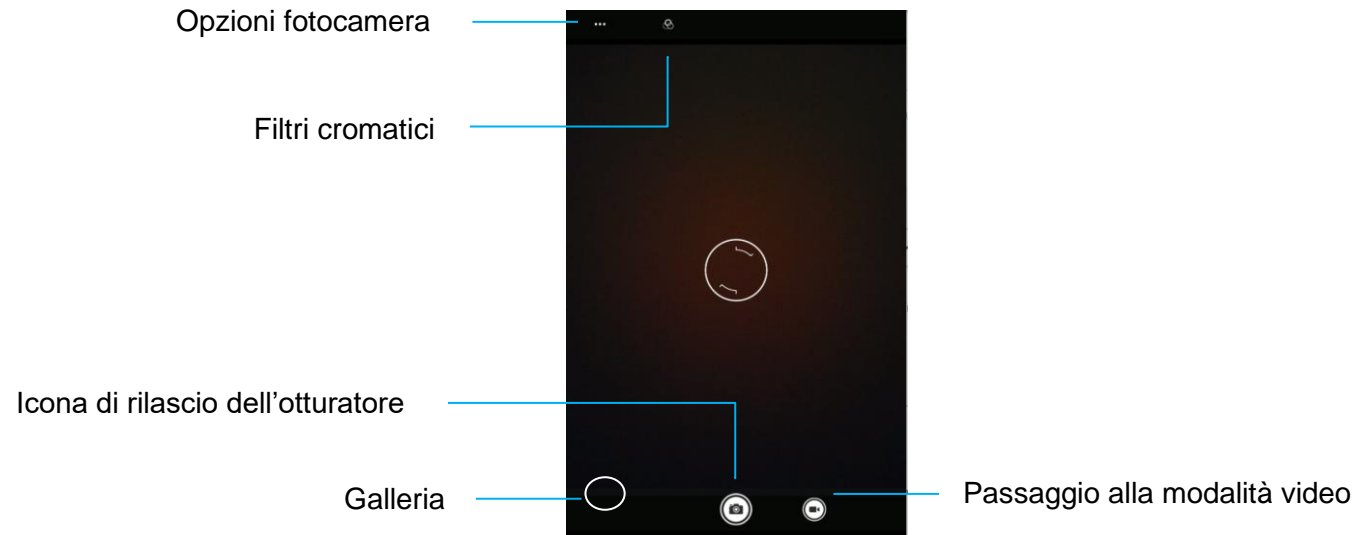 Opzioni fotocamera
Filtri cromatici
Icona di rilascio dell’otturatore
Galleria
Passaggio alla modalità video